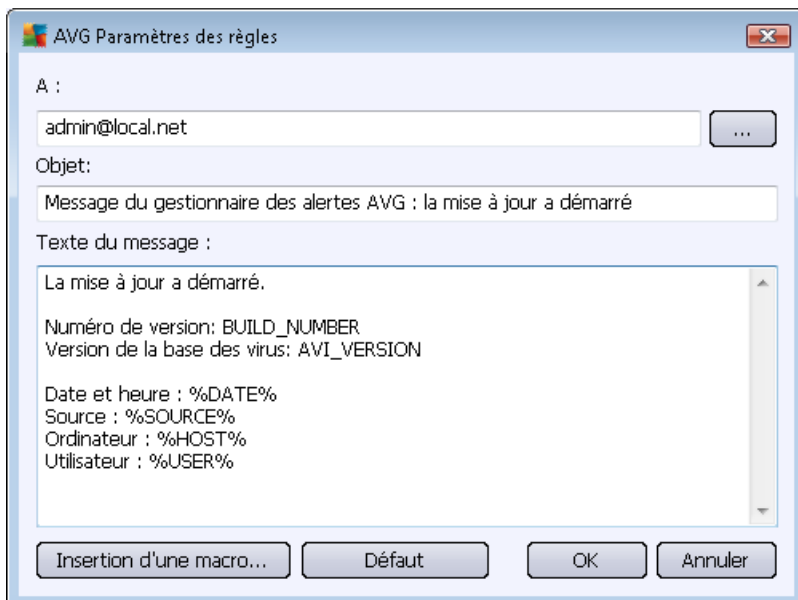 AVG Paramètres des règles
A :
admin@local.net
...
Objet:
Message du gestionnaire des alertes AVG : la mise à jour a démarré
Texte du message :
La mise à jour a démarré.
Numéro de version: BUILD_NUMBER
Version de la base des virus: AVI_VERSION
Date et heure : %DATE%
Source : %SOURCE%
Ordinateur : %HOST%
Utilisateur : %USER%
Insertion d'une macro... Défaut OK Annuler